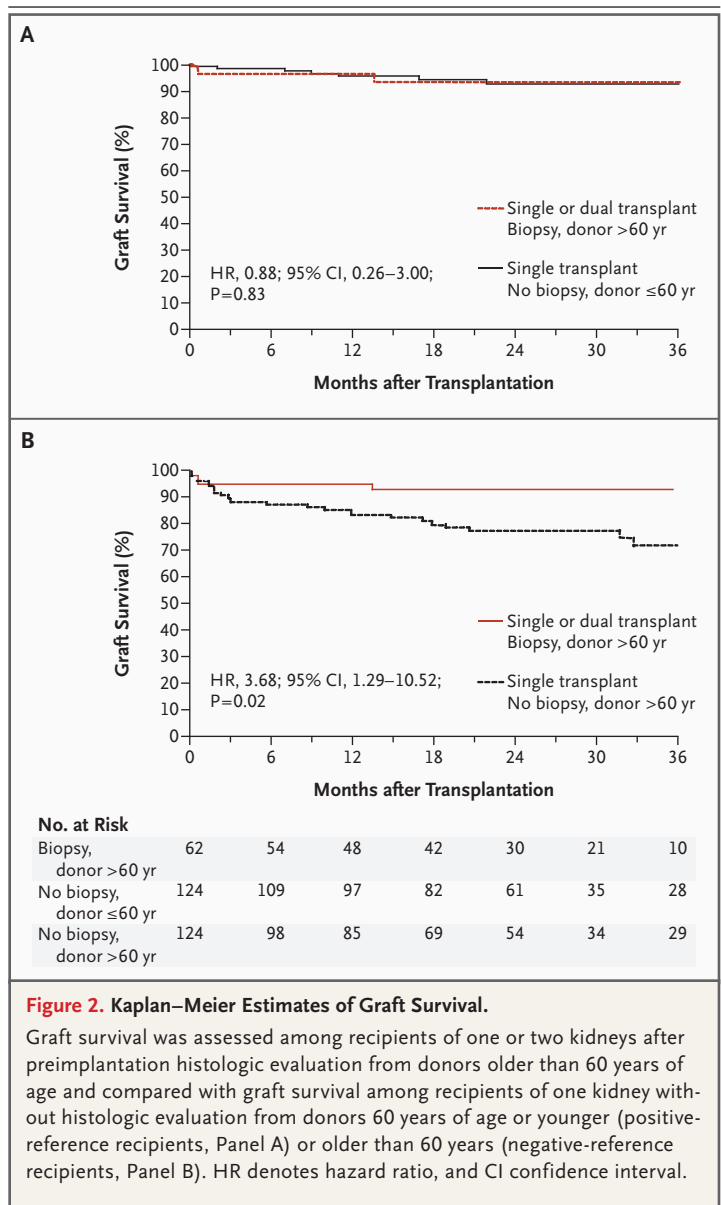 A
100
90
80
70
60
50
40
30
20
10
0
Graft Survival (%)
Single or dual transplant
Biopsy, donor >60 yr
Single transplant
No biopsy, donor ≤60 yr
HR, 0.88; 95% CI, 0.26–3.00;
P=0.83
0 6 12 18 24 30 36
Months after Transplantation
B
100
90
80
70
60
50
40
30
20
10
0
Graft Survival (%)
Single or dual transplant
Biopsy, donor >60 yr
Single transplant
No biopsy, donor >60 yr
HR, 3.68; 95% CI, 1.29–10.52;
P=0.02
0 6 12 18 24 30 36
Months after Transplantation
No. at Risk
Biopsy, 62 54 48 42 30 21 10
donor >60 yr
No biopsy, 124 109 97 82 61 35 28
donor ≤60 yr
No biopsy, 124 98 85 69 54 34 29
donor >60 yr
Figure 2. Kaplan–Meier Estimates of Graft Survival.
Graft survival was assessed among recipients of one or two kidneys after
preimplantation histologic evaluation from donors older than 60 years of
age and compared with graft survival among recipients of one kidney with-
out histologic evaluation from donors 60 years of age or younger (positive-
reference recipients, Panel A) or older than 60 years (negative-reference
recipients, Panel B). HR denotes hazard ratio, and CI confidence interval.